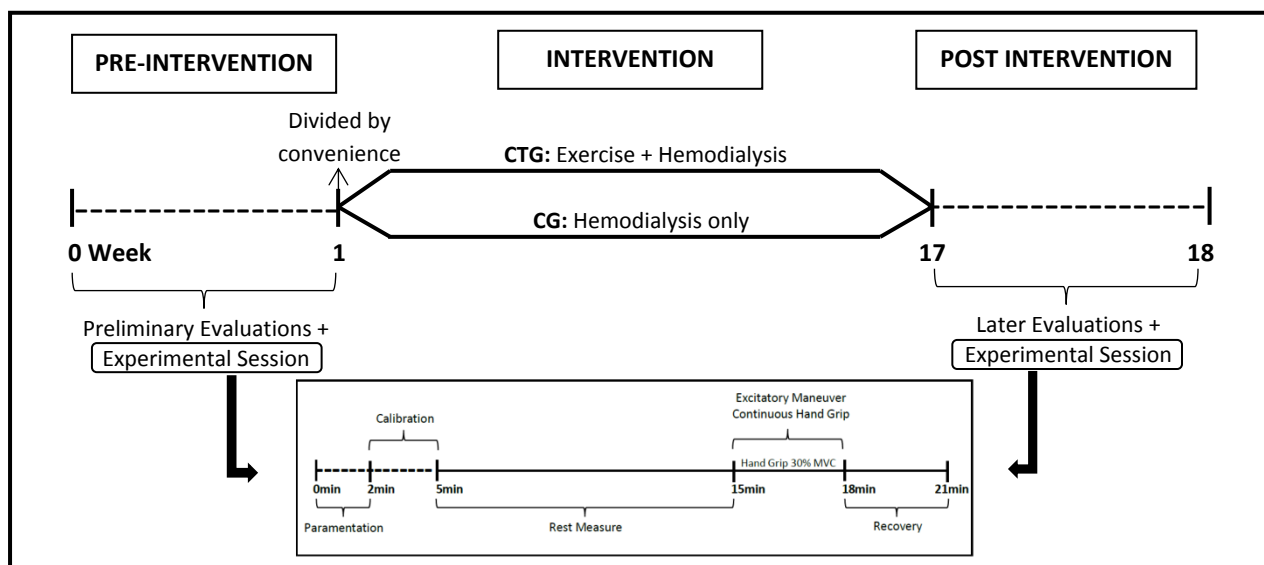 PRE-INTERVENTION
INTERVENTION
POST INTERVENTION
Divided by
convenience
CTG: Exercise + Hemodialysis
CG: Hemodialysis only
0 Week
1
17
18
Preliminary Evaluations +
Experimental Session
Later Evaluations +
Experimental Session
Excitatory Maneuver
Continuous Hand Grip
Calibration
Hand Grip 30% MVC
0min
2min
5min
15min
18min
21min
Paramentation
Rest Measure
Recovery